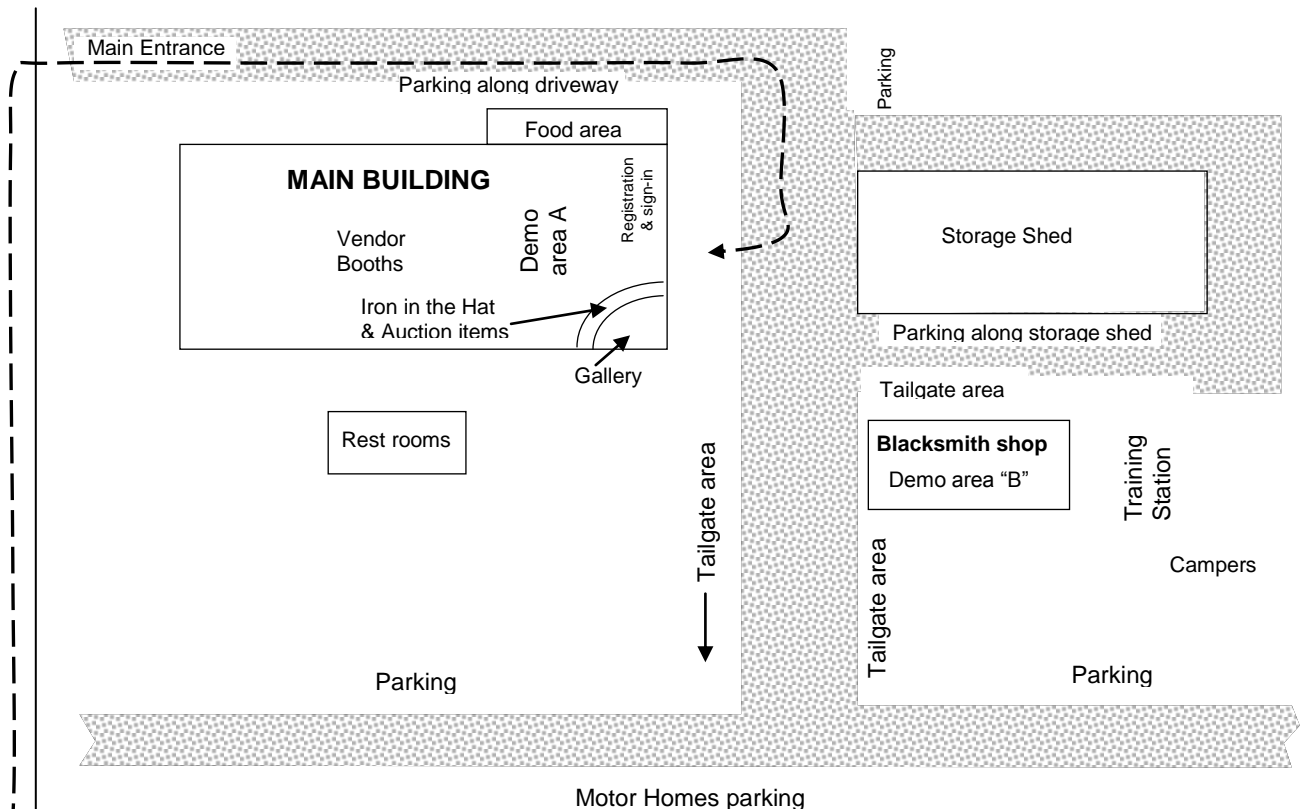 Main Entrance
Parking along driveway
Parking
Food area
MAIN BUILDING
Registration
& sign-in
Demo
area A
Vendor
Booths
Storage Shed
Iron in the Hat
& Auction items
Parking along storage shed
Gallery
Tailgate area
Rest rooms
Blacksmith shop
Demo area “B”
Training
Station
Tailgate area
Tailgate area
Campers
Parking
Parking
Motor Homes parking